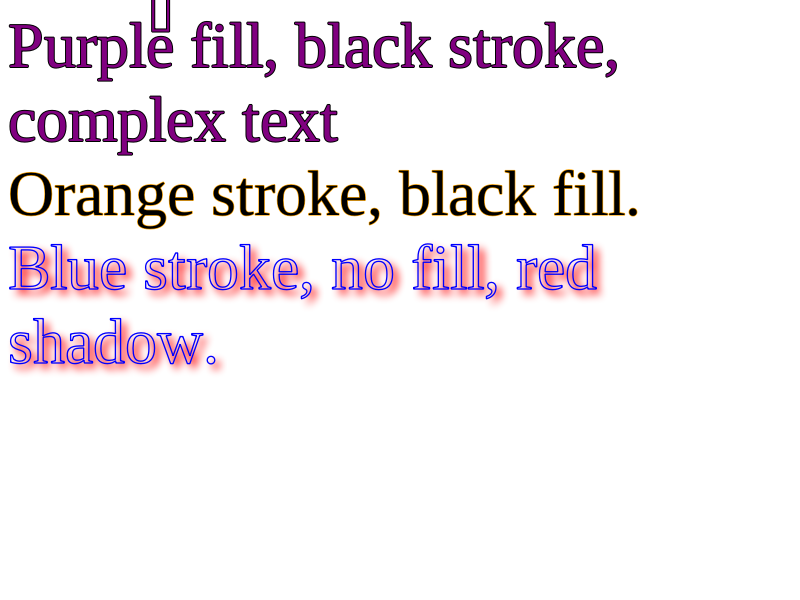 Purple fill, black stroke,
complex text
Orange stroke, black fill.
Blue stroke, no fill, red
shadow.